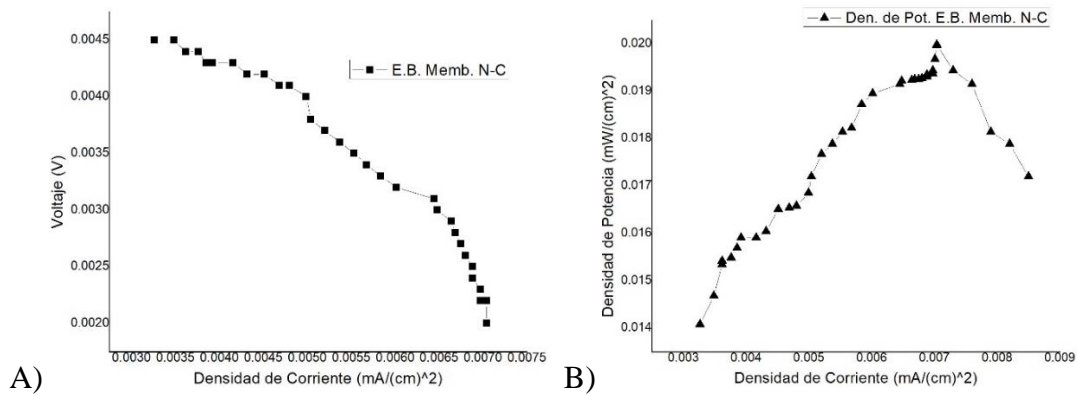 0.0045
0.0040
0.0035
0.0030
0.0025
0.0020
Voltaje (V)
E.B. Memb. N-C
0.0030 0.0035 0.0040 0.0045 0.0050 0.0055 0.0060 0.0065 0.0070 0.0075
Densidad de Corriente (mA/(cm)^2)
A)
Den. de Pot. E.B. Memb. N-C
0.020
0.019
0.018
0.017
0.016
0.015
0.014
Densidad de Potencia (mW/(cm)^2)
0.003 0.004 0.005 0.006 0.007 0.008 0.009
Densidad de Corriente (mA/(cm)^2)
B)